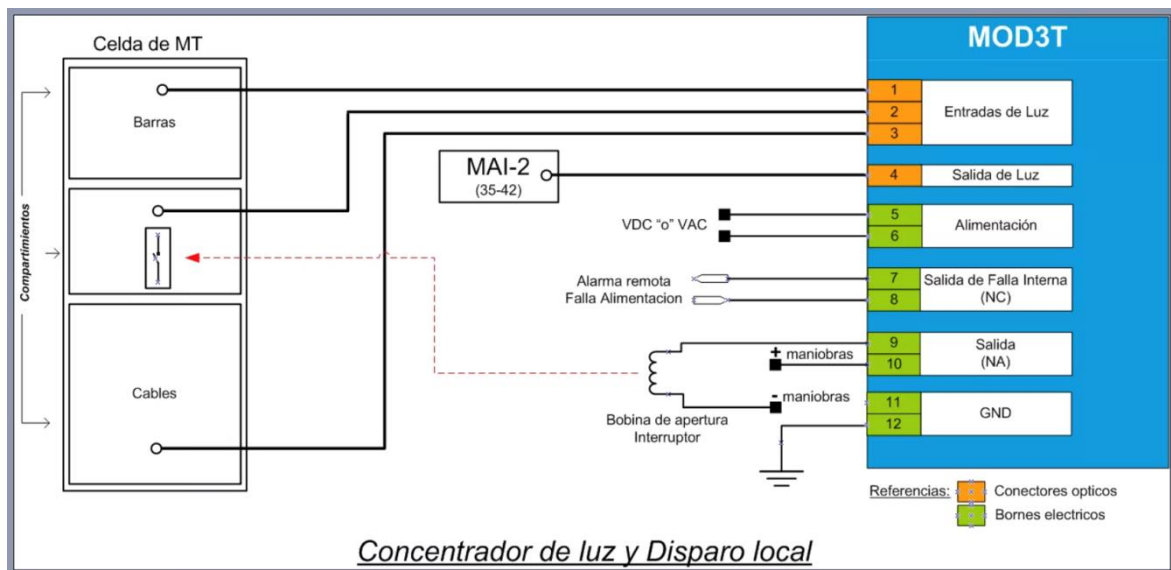 Celda de MT
MOD3T
Compartimientos
Barras
Cables
1
2
3
Entradas de Luz
MAI-2
(35-42)
4
Salida de Luz
VDC “o” VAC
5
6
Alimentación
Alarma remota
Falla Alimentacion
7
8
Salida de Falla Interna
(NC)
+ maniobras
9
10
Salida
(NA)
- maniobras
Bobina de apertura
Interruptor
11
12
GND
Referencias:
Conectores opticos
Bornes electricos
Concentrador de luz y Disparo local